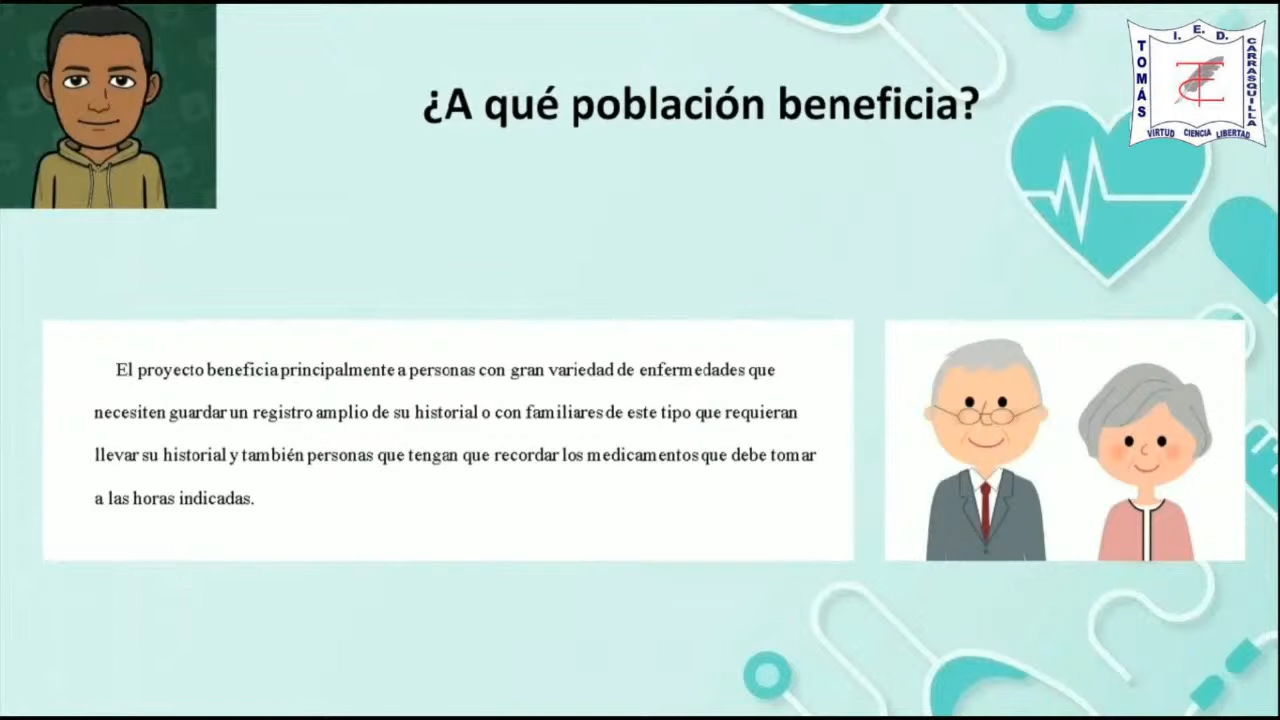 ¿A qué población beneficia?
I. E. D.
TOMÁS
CARRASQUILLA
VIRTUD CIENCIA LIBERTAD
El proyecto beneficia principalmente a personas con gran variedad de enfermedades que
necesiten guardar un registro amplio de su historial o con familiares de este tipo que requieran
llevar su historial y también personas que tengan que recordar los medicamentos que debe tomar
a las horas indicadas.